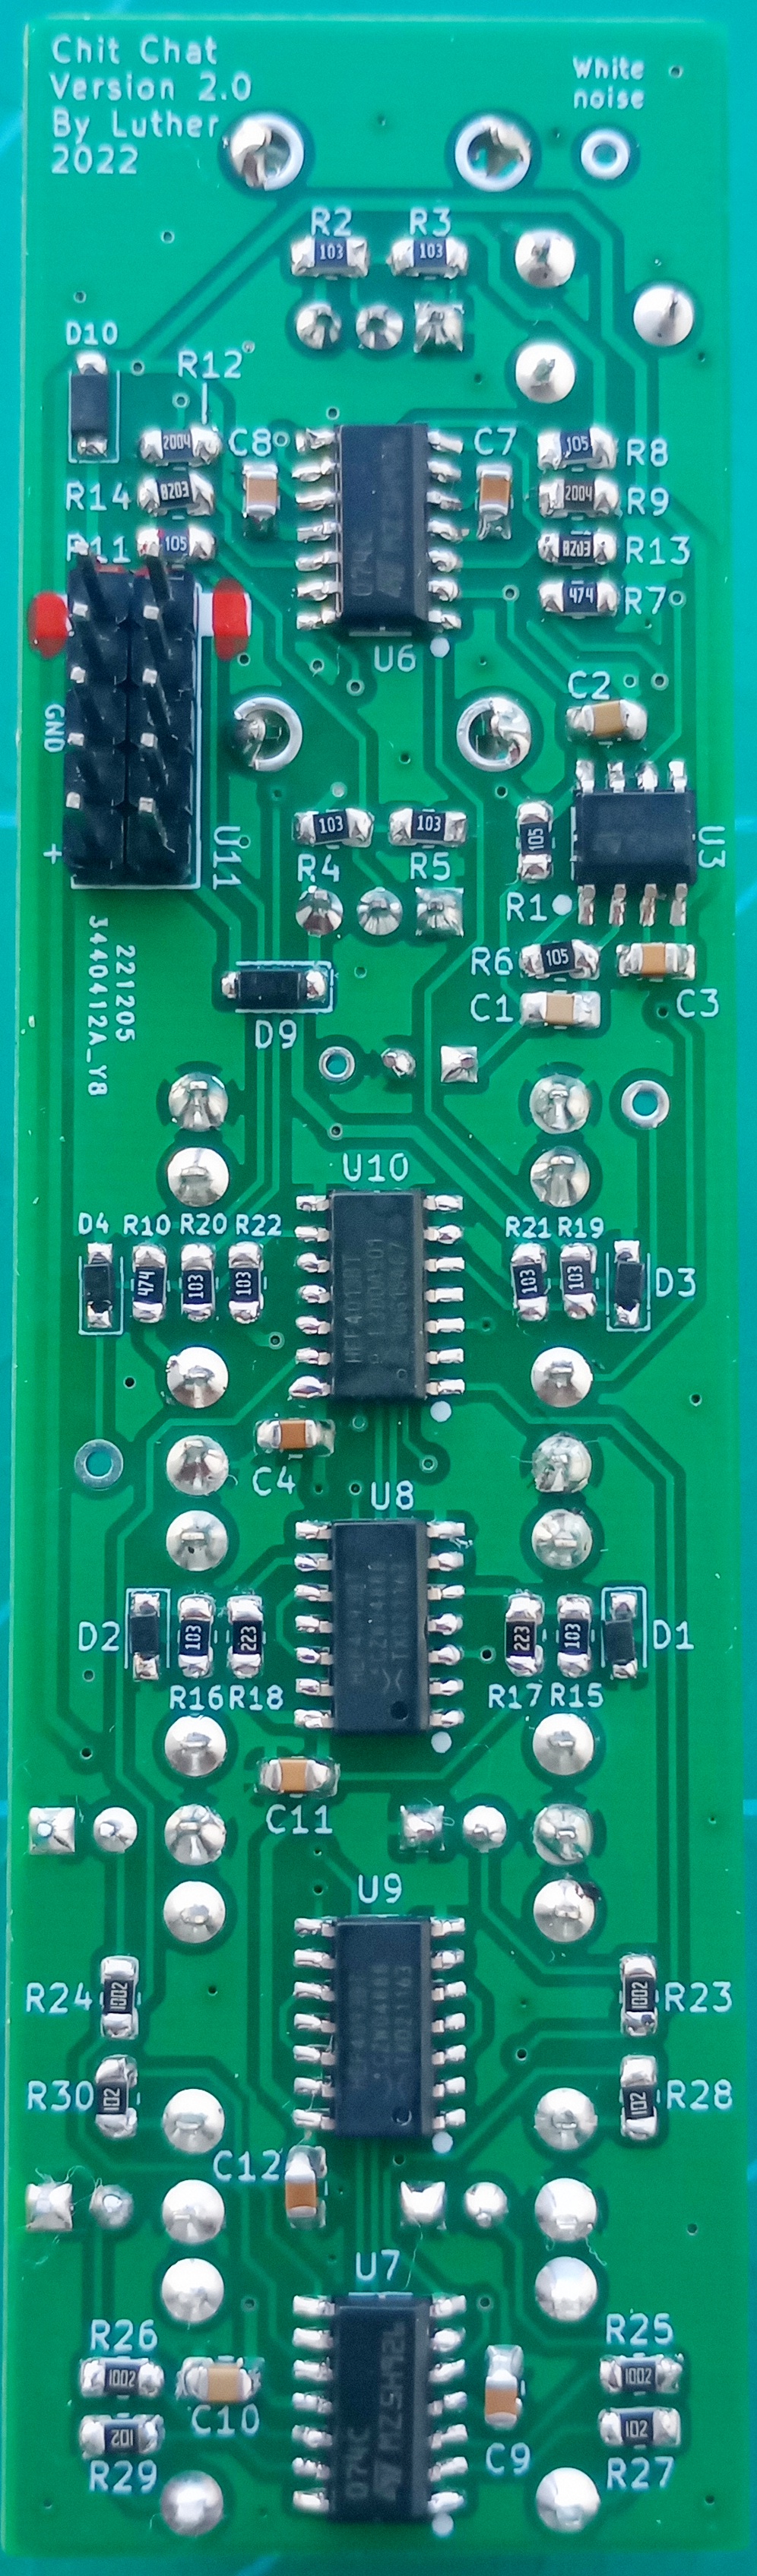 Chit Chat
Version 2.0
By Luther
2022
White
noise
R2 R3
103 103
D10
R12
2004 C8 C7 105 R8
R14 8203 2004 R9
R11 105 8203 R13
474 R7
U6
C2
GND
+
U11
103 103 105 U3
R4 R5
R1
R6 105
C1 C3
221205
3440412A_Y8
D9
U10
D4 R10 R20 R22 R21 R19
474 103 103 103 103 D3
C4
U8
D2 103 223 223 103 D1
R16 R18 R17 R15
C11
U9
R24 1002 1002 R23
R30 102 102 R28
C12
U7
R26 R25
1002 1002
C10 C9
201 102
R29 R27
074C